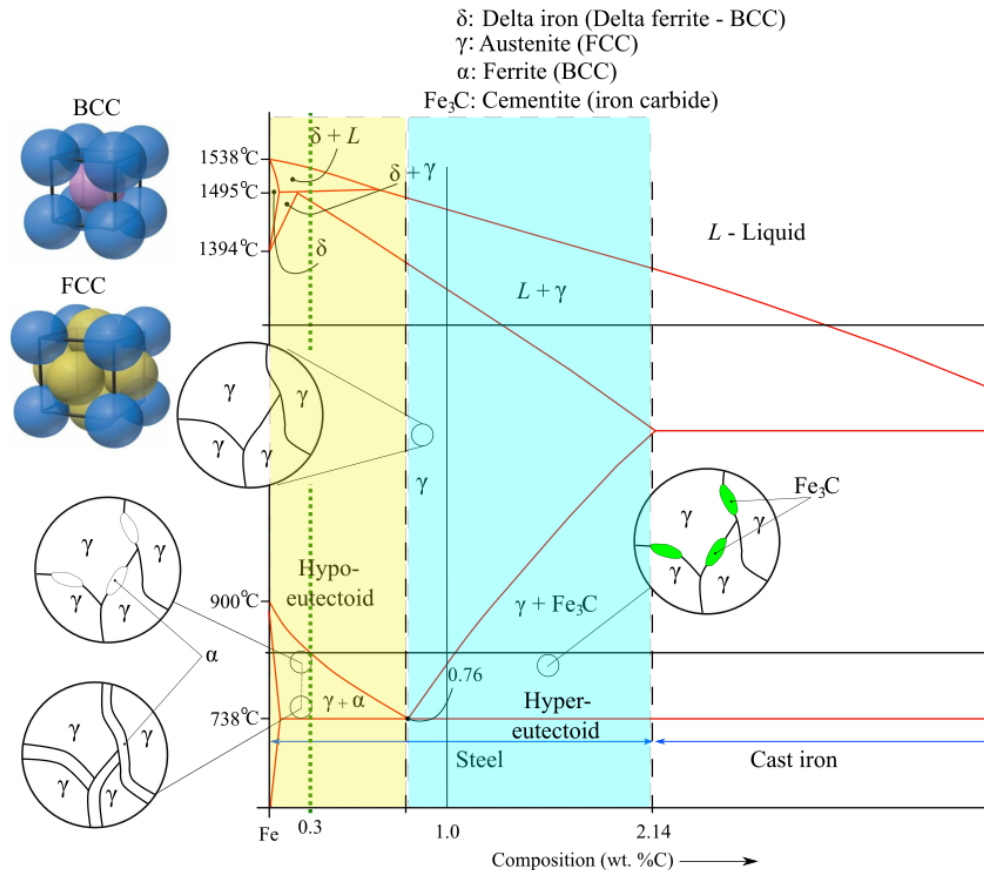 δ: Delta iron (Delta ferrite - BCC)
γ: Austenite (FCC)
α: Ferrite (BCC)
Fe₃C: Cementite (iron carbide)
BCC
FCC
1538℃
1495℃
1394℃
900℃
738℃
δ + L
δ + γ
δ
L - Liquid
L + γ
γ
γ
γ
γ
γ
Fe₃C
γ
γ
γ
γ
Hypo-
eutectoid
γ + Fe₃C
γ
γ
γ
γ
α
0.76
γ + α
Hyper-
eutectoid
γ
γ
γ
γ
Steel
Cast iron
Fe
0.3
1.0
2.14
Composition (wt. %C)